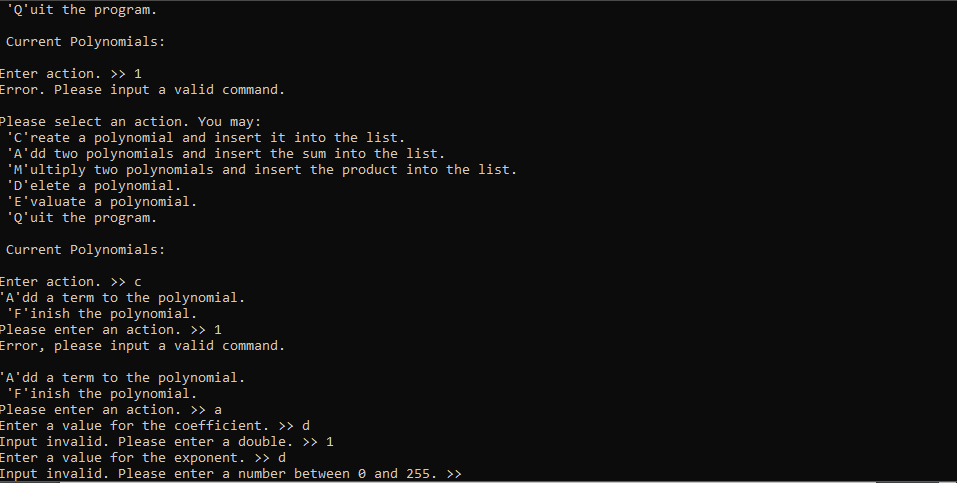 'Q'uit the program.
Current Polynomials:
Enter action. >> 1
Error. Please input a valid command.
Please select an action. You may:
'C'reate a polynomial and insert it into the list.
'A'dd two polynomials and insert the sum into the list.
'M'ultiply two polynomials and insert the product into the list.
'D'elete a polynomial.
'E'valuate a polynomial.
'Q'uit the program.
Current Polynomials:
Enter action. >> c
'A'dd a term to the polynomial.
'F'inish the polynomial.
Please enter an action. >> 1
Error, please input a valid command.
'A'dd a term to the polynomial.
'F'inish the polynomial.
Please enter an action. >> a
Enter a value for the coefficient. >> d
Input invalid. Please enter a double. >> 1
Enter a value for the exponent. >> d
Input invalid. Please enter a number between 0 and 255. >>